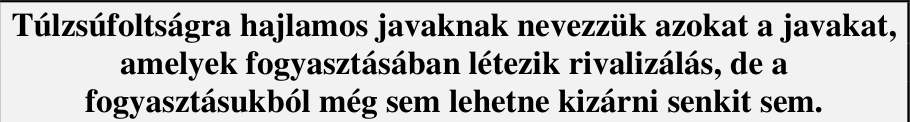 Túlzsúfoltságra hajlamos javaknak nevezzük azokat a javakat,
amelyek fogyasztásában létezik rivalizálás, de a
fogyasztásukból még sem lehetne kizárni senkit sem.